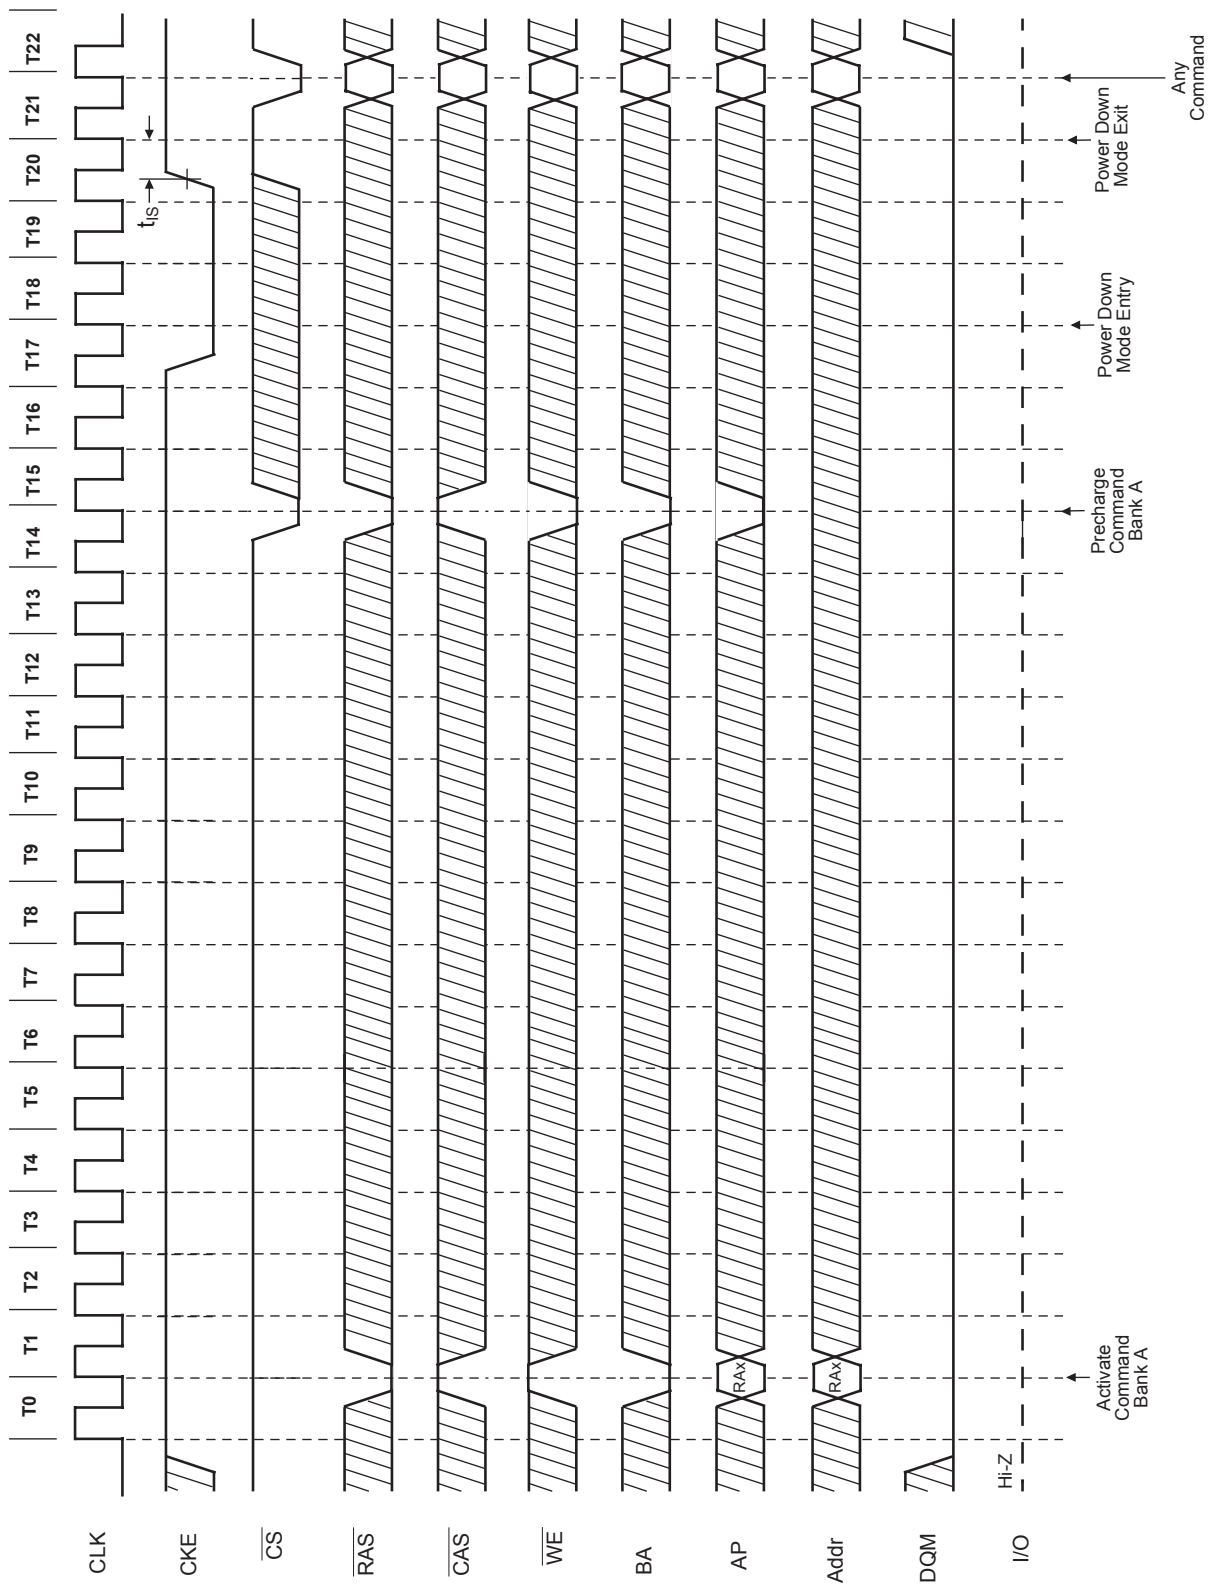 T0 T1 T2 T3 T4 T5 T6 T7 T8 T9 T10 T11 T12 T13 T14 T15 T16 T17 T18 T19 T20 T21 T22
CLK
CKE
tIS
CS
RAS
CAS
WE
BA
AP
RAx
Addr
RAx
DQM
I/O
Hi-Z
Activate
Command
Bank A
Precharge
Command
Bank A
Power Down
Mode Entry
Power Down
Mode Exit
Any
Command